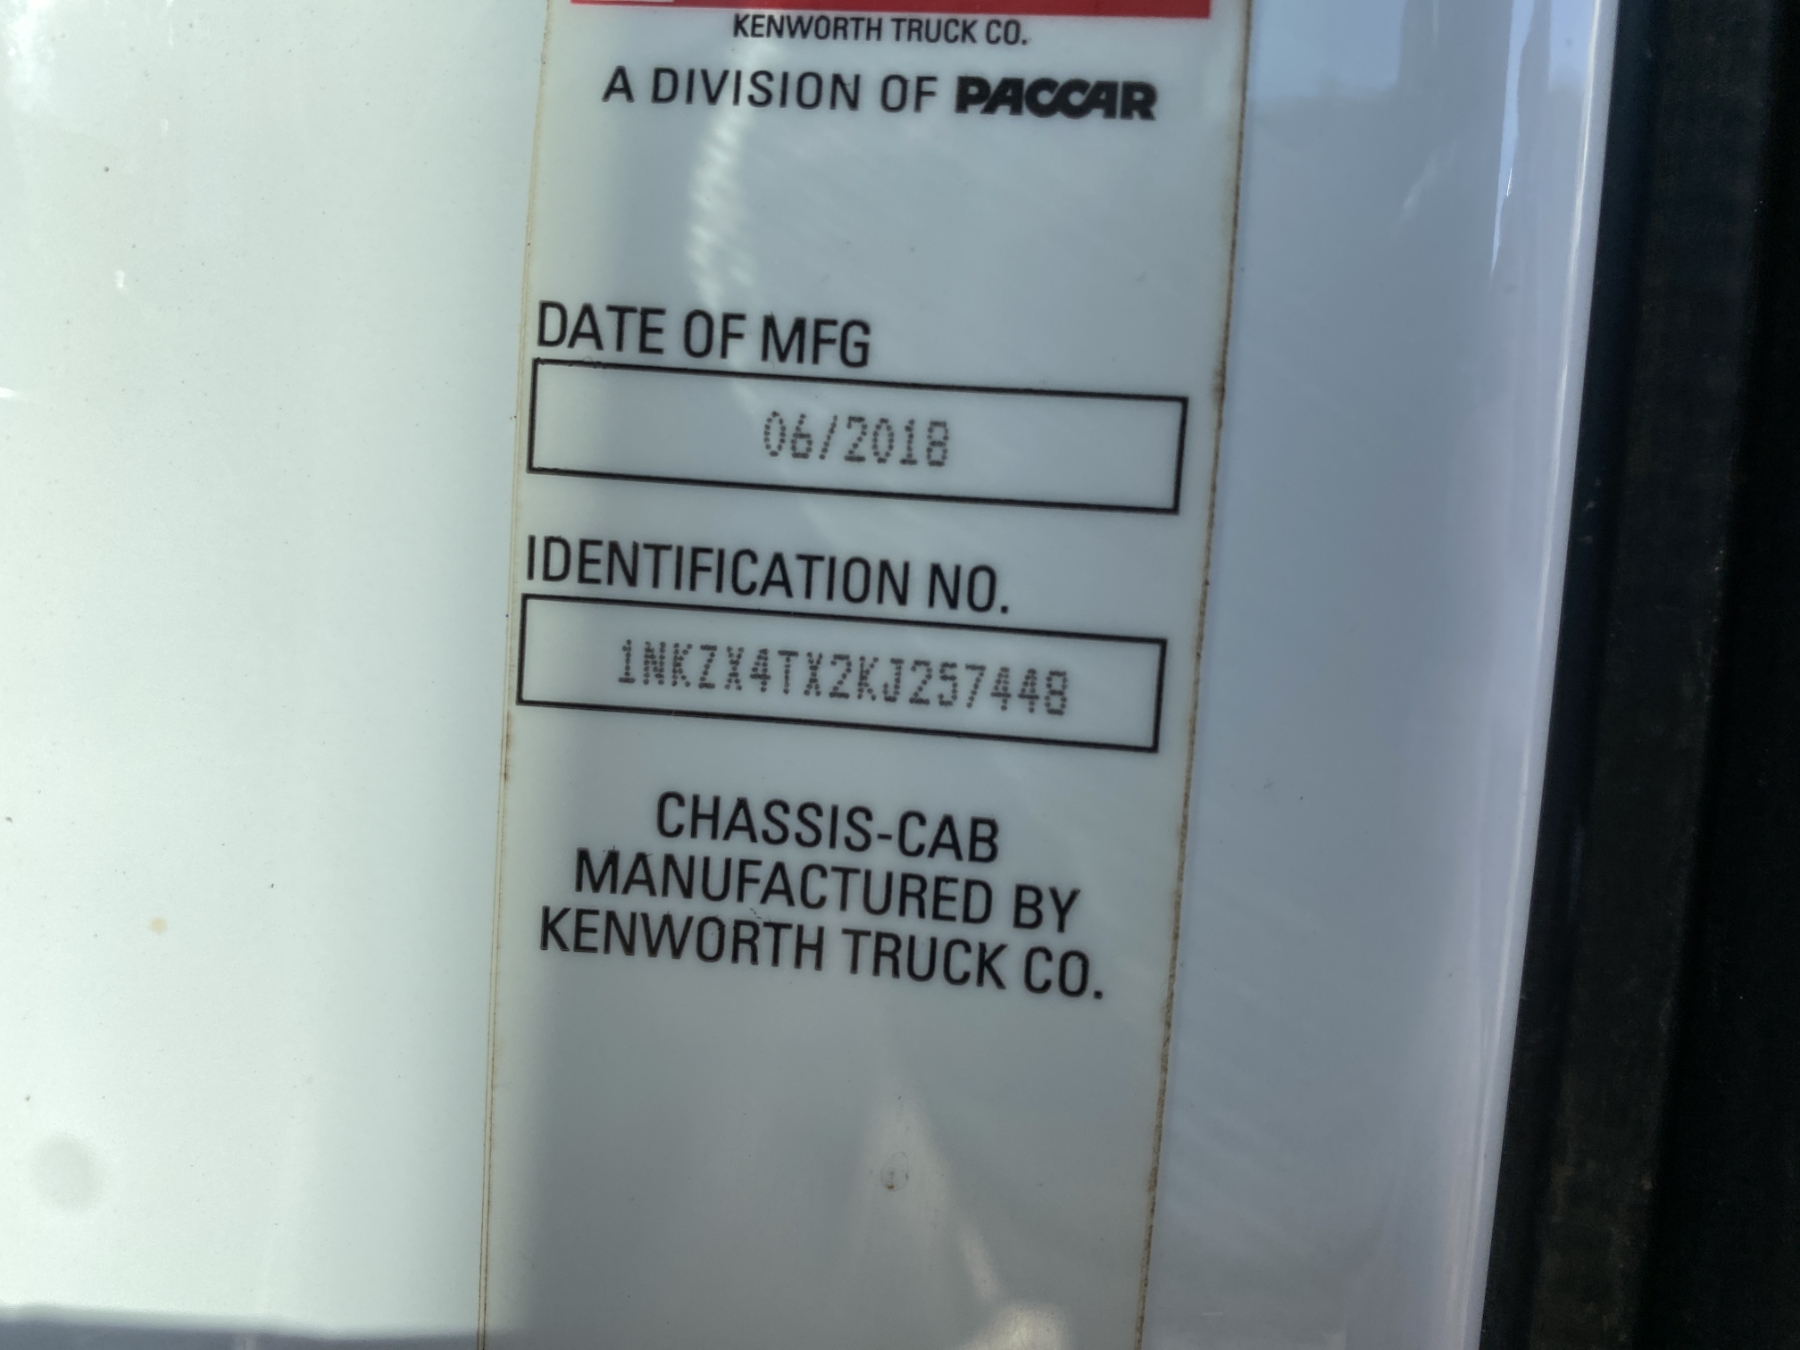 KENWORTH TRUCK CO.
A DIVISION OF PACCAR
DATE OF MFG
06/2018
IDENTIFICATION NO.
1NKZX4TX2KJ257448
CHASSIS-CAB
MANUFACTURED BY
KENWORTH TRUCK CO.